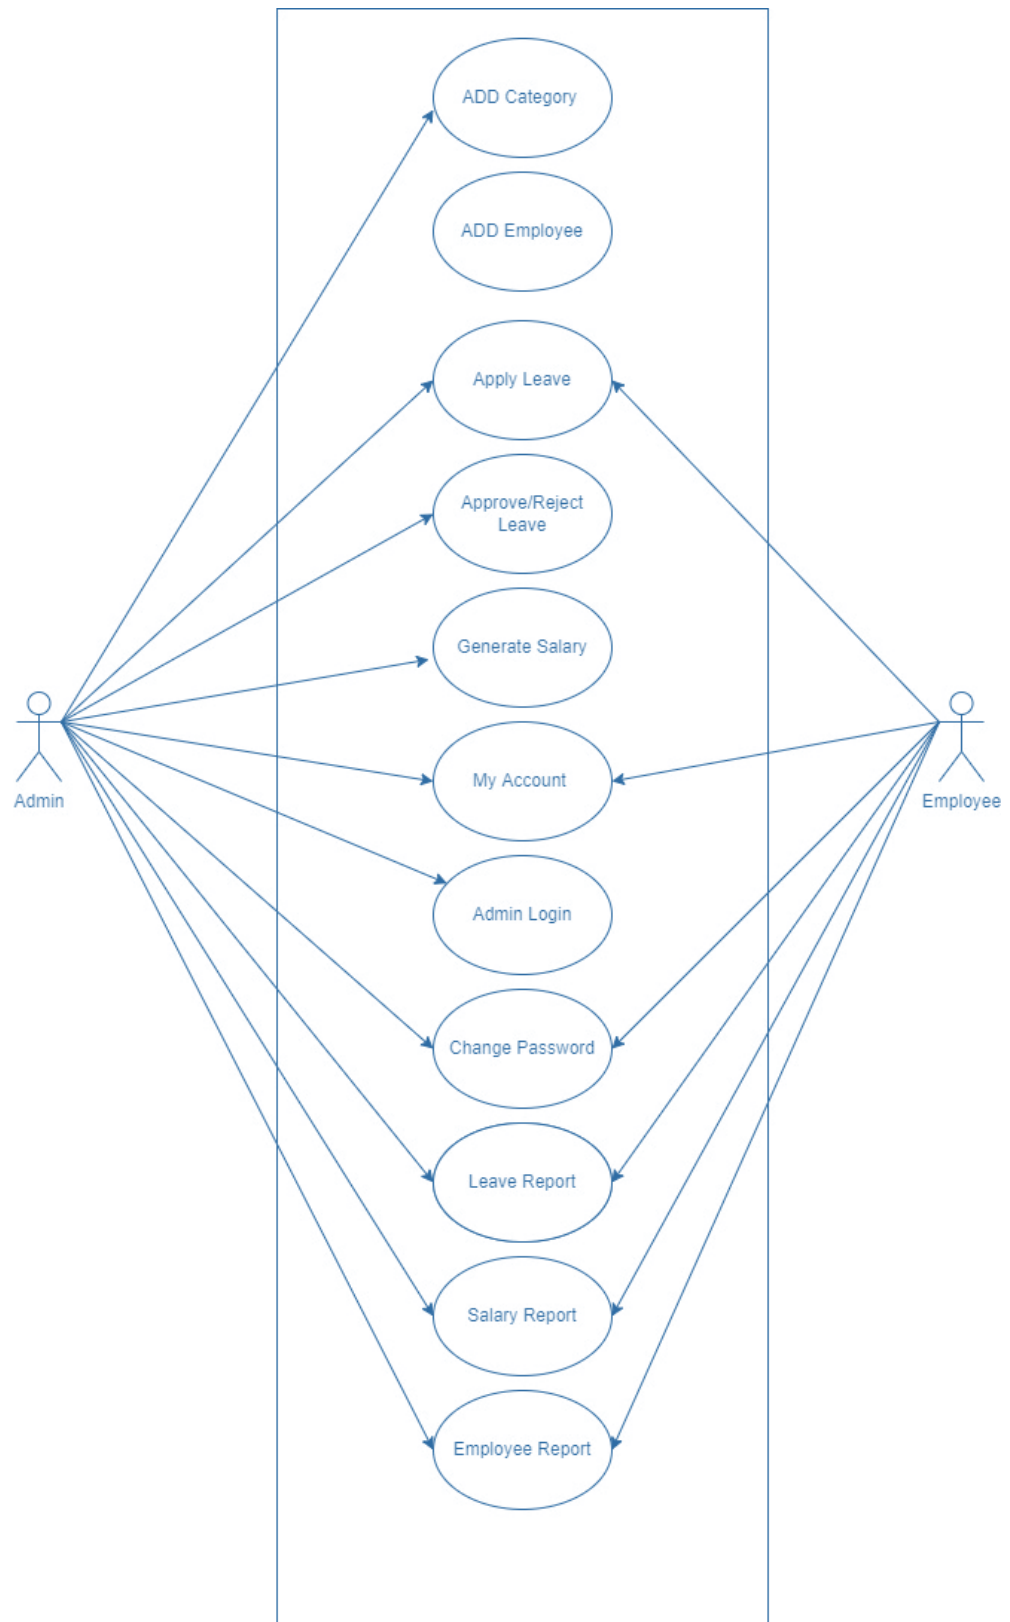 ADD Category
ADD Employee
Apply Leave
Approve/Reject
Leave
Generate Salary
My Account
Admin
Employee
Admin Login
Change Password
Leave Report
Salary Report
Employee Report